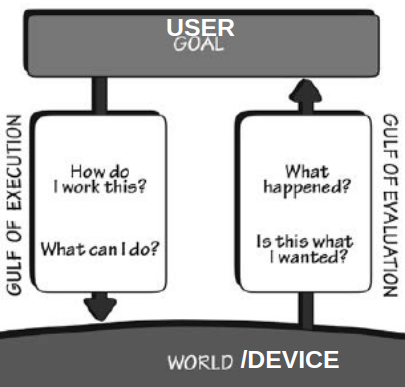 USER
GOAL
GULF OF EXECUTION
How do
I work this?
What can I do?
What
happened?
Is this what
I wanted?
GULF OF EVALUATION
WORLD /DEVICE